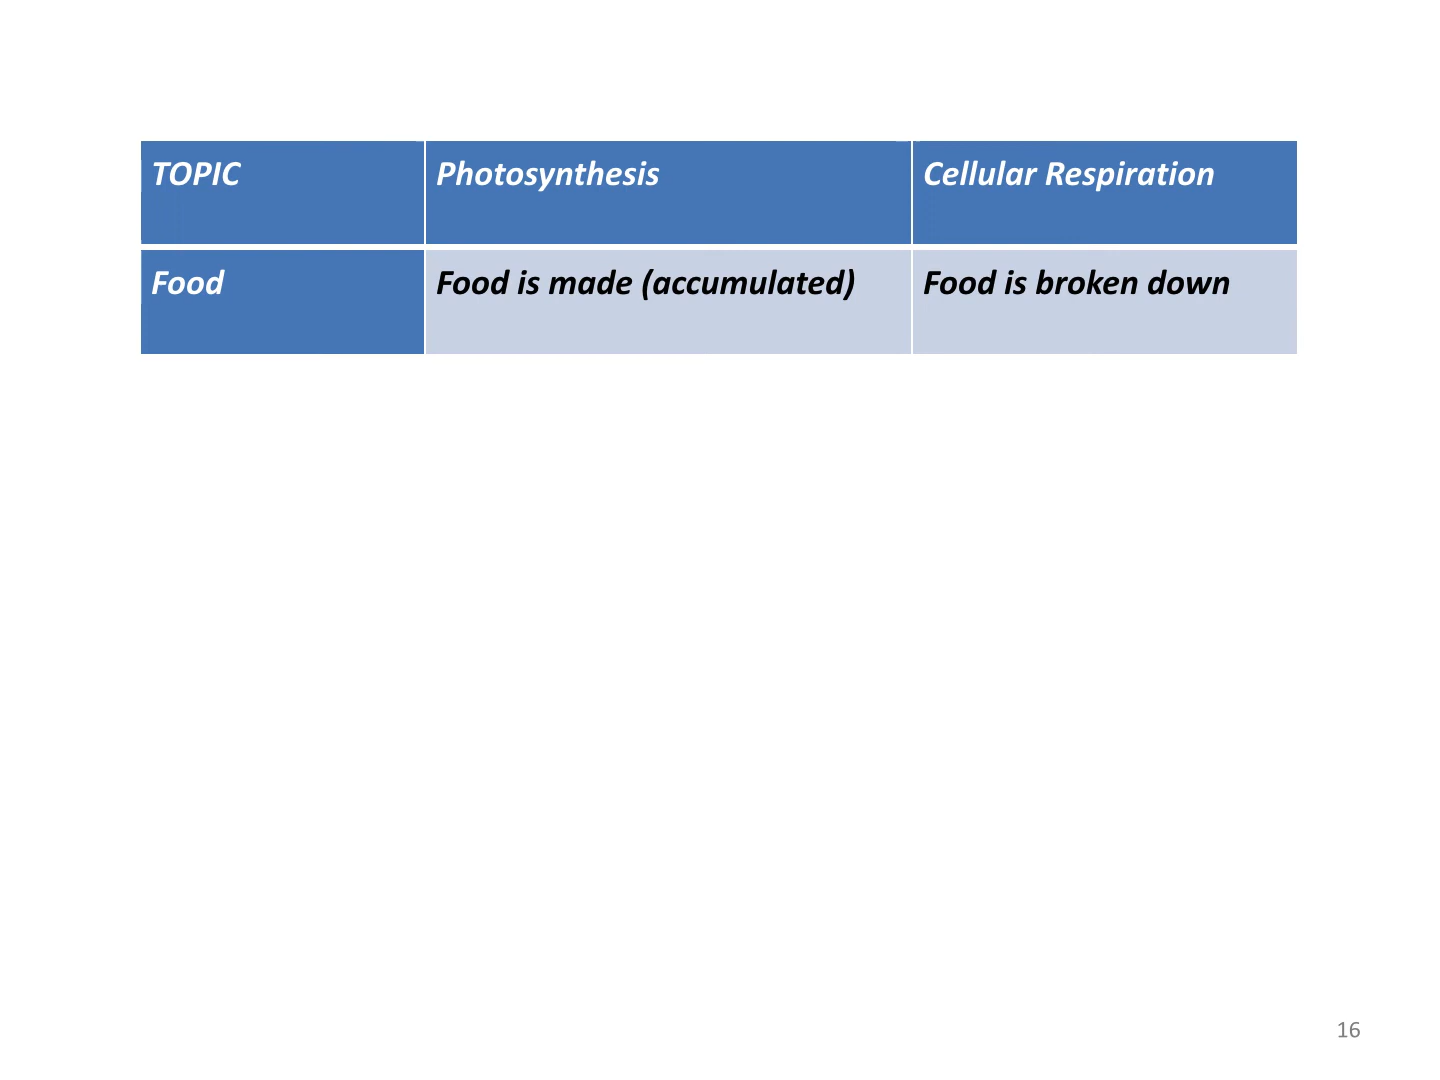 TOPIC Photosynthesis Cellular Respiration
Food Food is made (accumulated) Food is broken down
16